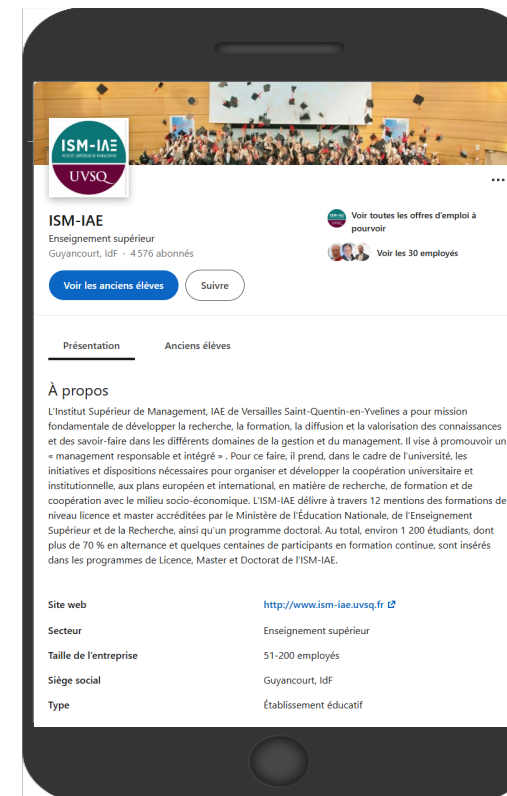 ISM-IAE
INSTITUT SUPÉRIEUR DE MANAGEMENT
UVSQ
...
ISM-IAE
Enseignement supérieur
Guyancourt, IdF · 4 576 abonnés
Voir toutes les offres d'emploi à
pourvoir
Voir les 30 employés
Voir les anciens élèves
Suivre
Présentation
Anciens élèves
À propos
L'Institut Supérieur de Management, IAE de Versailles Saint-Quentin-en-Yvelines a pour mission
fondamentale de développer la recherche, la formation, la diffusion et la valorisation des connaissances
et des savoir-faire dans les différents domaines de la gestion et du management. Il vise à promouvoir un
« management responsable et intégré » . Pour ce faire, il prend, dans le cadre de l'université, les
initiatives et dispositions nécessaires pour organiser et développer la coopération universitaire et
institutionnelle, aux plans européen et international, en matière de recherche, de formation et de
coopération avec le milieu socio-économique. L'ISM-IAE délivre à travers 12 mentions des formations de
niveau licence et master accréditées par le Ministère de l'Éducation Nationale, de l'Enseignement
Supérieur et de la Recherche, ainsi qu'un programme doctoral. Au total, environ 1 200 étudiants, dont
plus de 70 % en alternance et quelques centaines de participants en formation continue, sont insérés
dans les programmes de Licence, Master et Doctorat de l'ISM-IAE.
Site web
http://www.ism-iae.uvsq.fr
Secteur
Enseignement supérieur
Taille de l'entreprise
51-200 employés
Siège social
Guyancourt, IdF
Type
Établissement éducatif